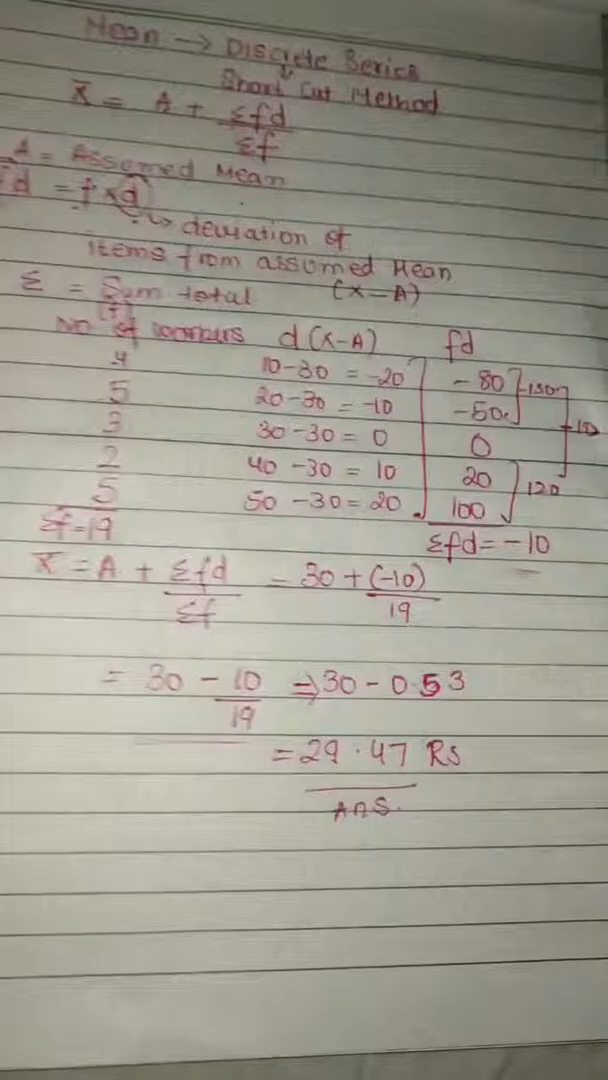 Mean → Discrete Series
Short Cut Method
X̄ = A + Σfd / Σf
A = Assumed Mean
fd = f × d
↳ deviation of
items from assumed Mean
(X – A)
Σ = Sum total
[f]
No of workers d (X – A) fd
4 10 – 30 = –20 – 80
5 20 – 30 = –10 –50
3 30 – 30 = 0 0
2 40 – 30 = 10 20
5 50 – 30 = 20 100
120
Σf = 19 Σfd = – 10
X̄ = A + Σfd / Σf = 30 + (–10) / 19
= 30 – 10 / 19 ⇒ 30 – 0.53
= 29.47 Rs
Ans.